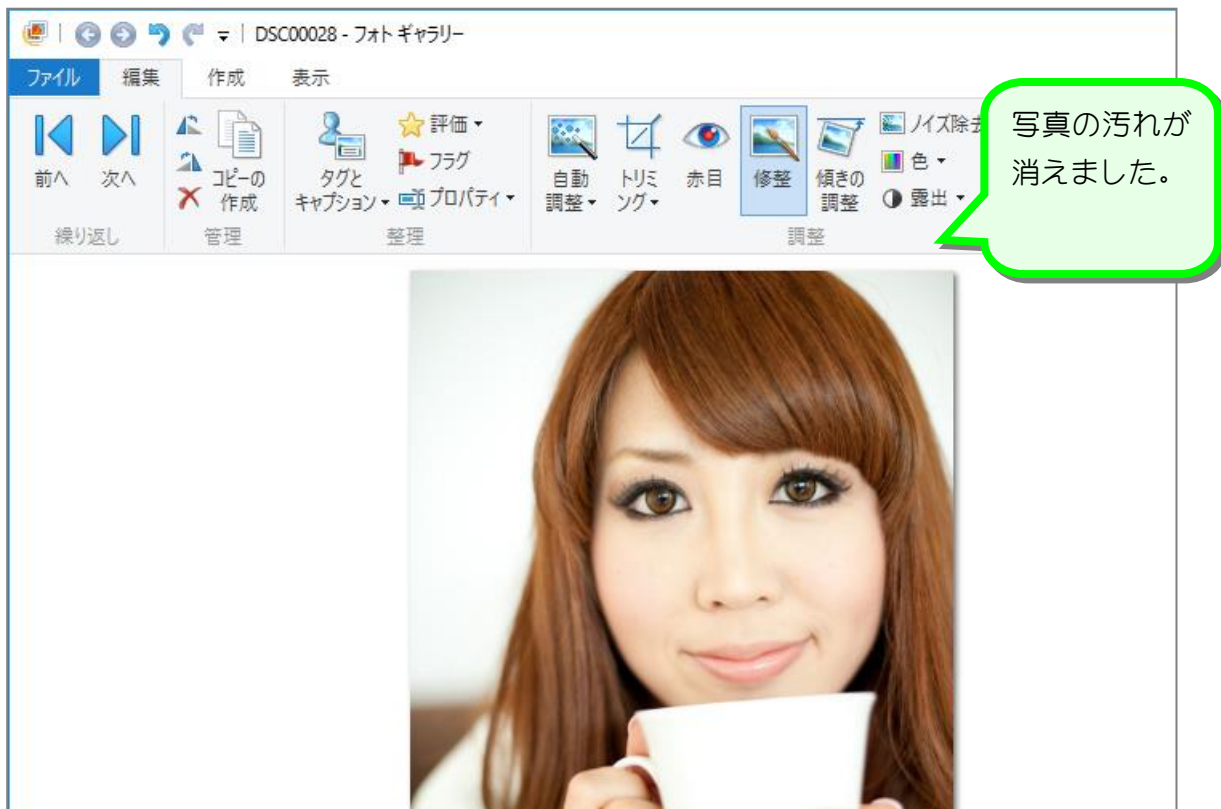 DSC00028 - フォト ギャラリー
ファイル 編集 作成 表示
前へ 次へ
コピーの
作成
タグと
キャプション
評価
フラグ
プロパティ
自動
調整
トリミ
ング
赤目
修整
傾きの
調整
ノイズ除去
色
露出
繰り返し 管理 整理 調整
写真の汚れが
消えました。